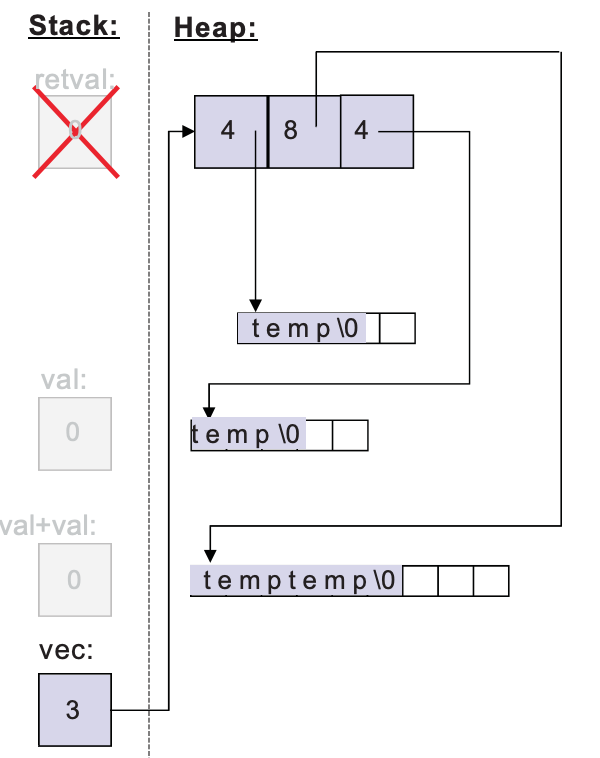 Stack:
Heap:
retval:
0
4 8 4
t e m p \0
val:
0
t e m p \0
val+val:
0
t e m p t e m p \0
vec:
3